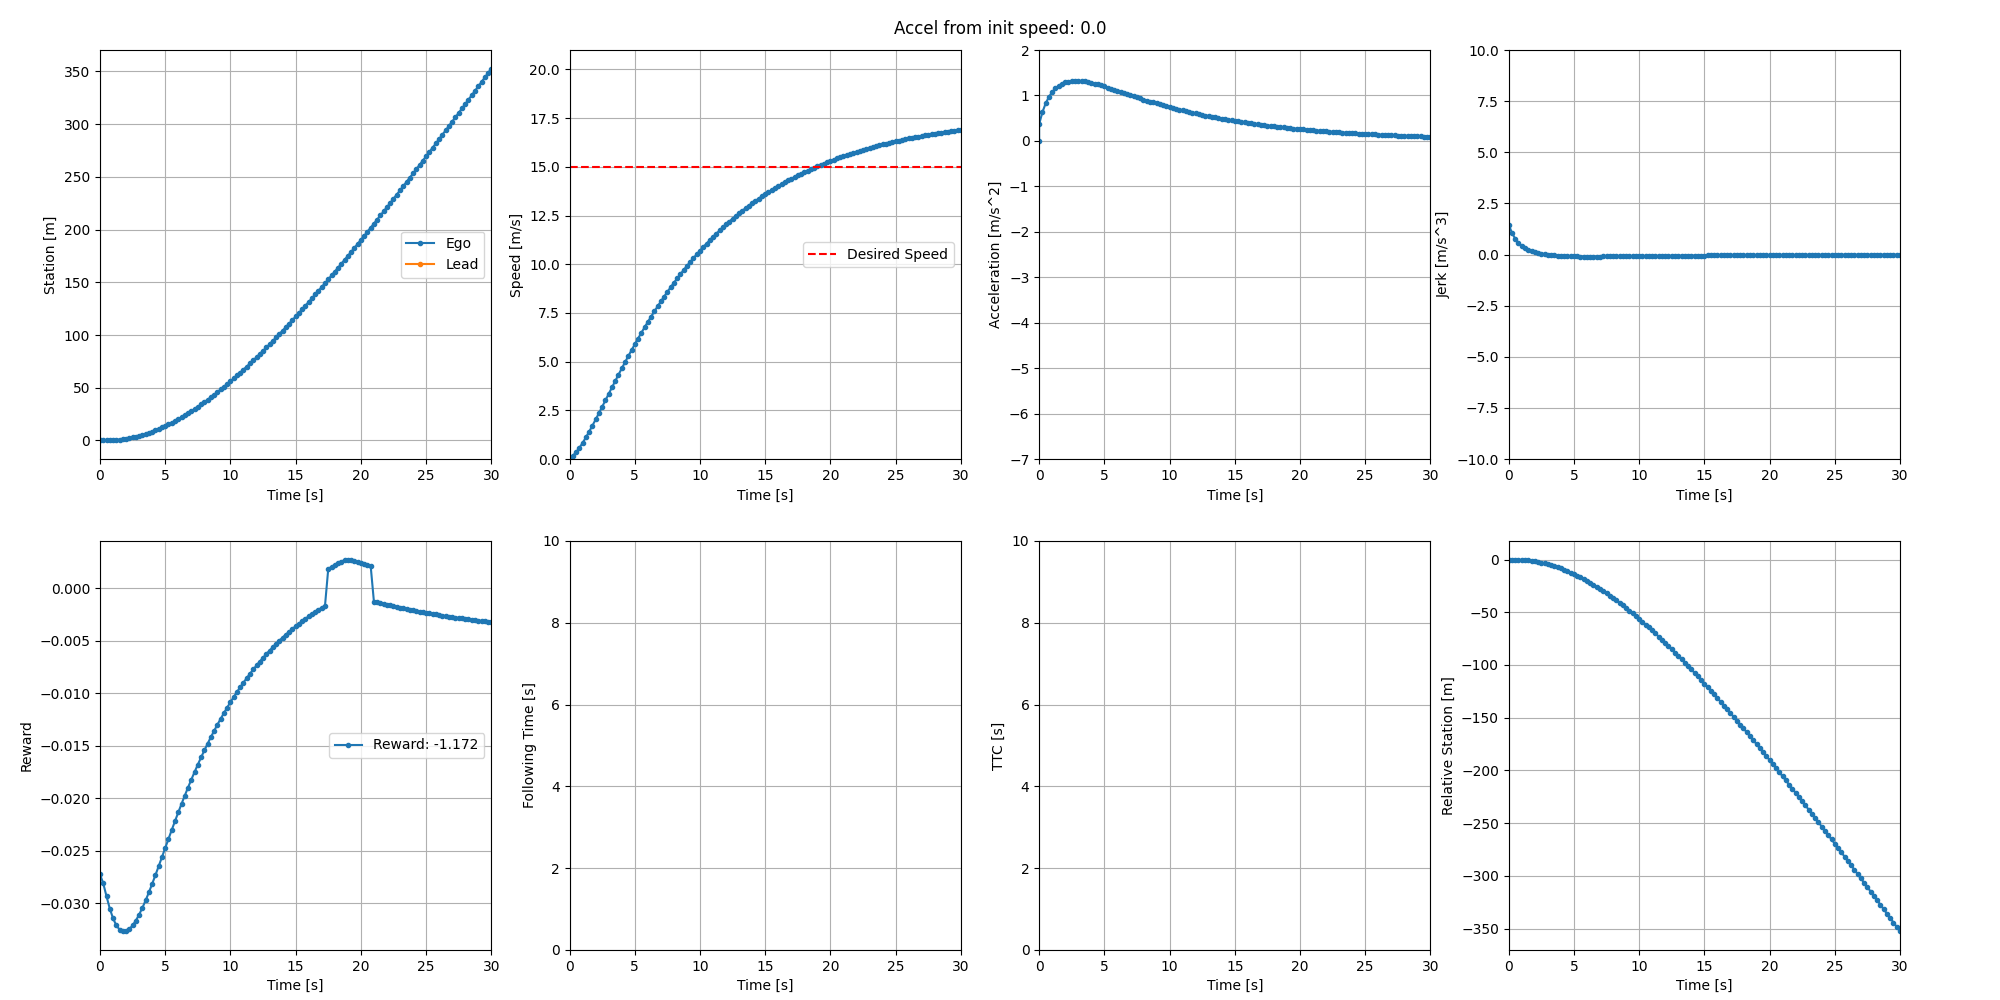 Accel from init speed: 0.0
Station [m]
350
300
250
200
150
100
50
0
Ego
Lead
0 5 10 15 20 25 30
Time [s]
Speed [m/s]
20.0
17.5
15.0
12.5
10.0
7.5
5.0
2.5
0.0
Desired Speed
0 5 10 15 20 25 30
Time [s]
Acceleration [m/s^2]
2
1
0
−1
−2
−3
−4
−5
−6
−7
0 5 10 15 20 25 30
Time [s]
Jerk [m/s^3]
10.0
7.5
5.0
2.5
0.0
−2.5
−5.0
−7.5
−10.0
0 5 10 15 20 25 30
Time [s]
Reward
0.000
−0.005
−0.010
−0.015
−0.020
−0.025
−0.030
Reward: -1.172
0 5 10 15 20 25 30
Time [s]
Following Time [s]
10
8
6
4
2
0
0 5 10 15 20 25 30
Time [s]
TTC [s]
10
8
6
4
2
0
0 5 10 15 20 25 30
Time [s]
Relative Station [m]
0
−50
−100
−150
−200
−250
−300
−350
0 5 10 15 20 25 30
Time [s]